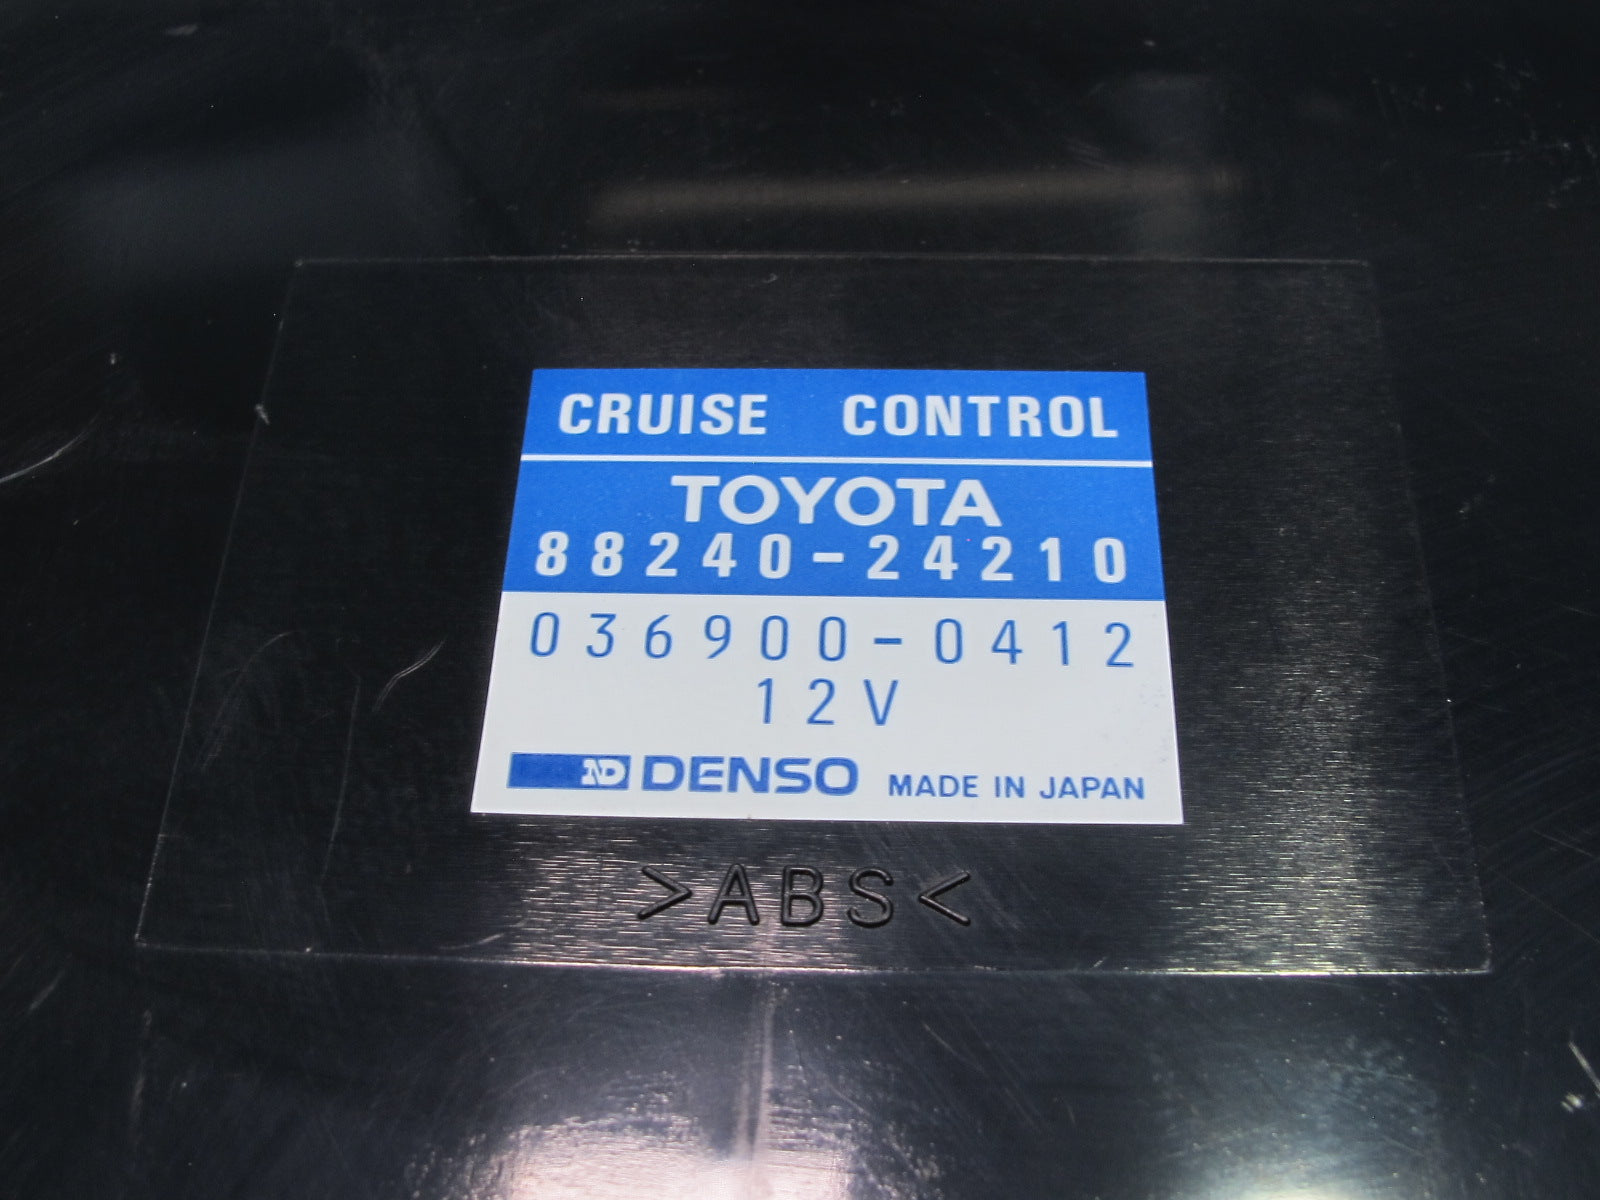 CRUISE CONTROL
TOYOTA
88240-24210
036900-0412
12V
ND DENSO MADE IN JAPAN
>ABS<